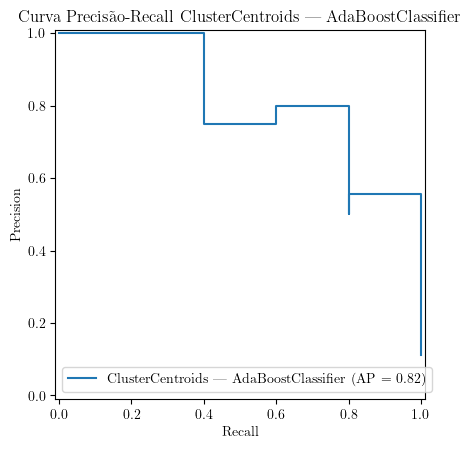 Curva Precisão-Recall ClusterCentroids — AdaBoostClassifier
1.0
0.8
0.6
0.4
0.2
0.0
Precision
ClusterCentroids — AdaBoostClassifier (AP = 0.82)
0.0 0.2 0.4 0.6 0.8 1.0
Recall